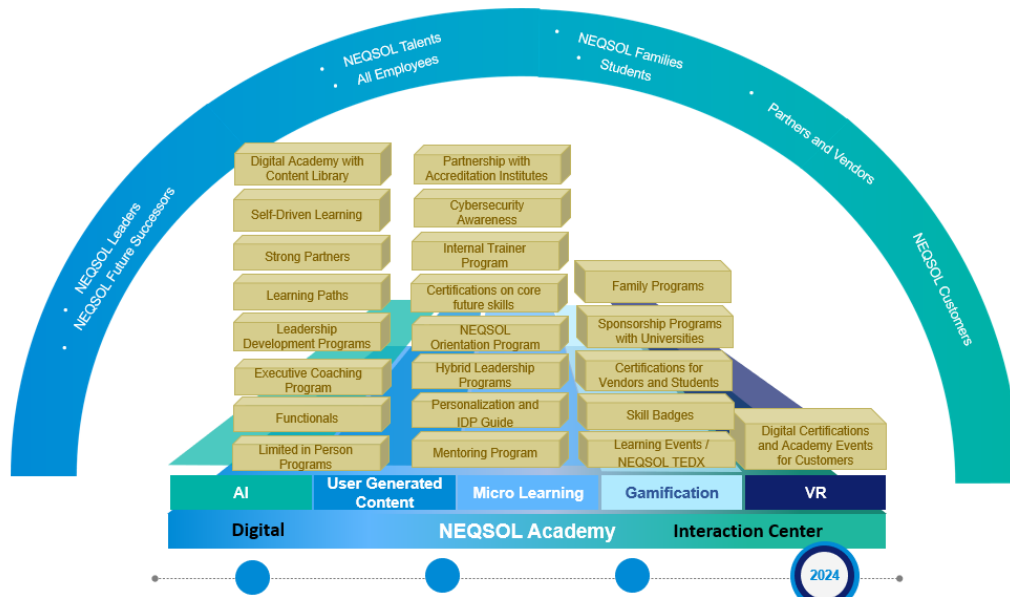 • NEQSOL Leaders
• NEQSOL Future Successors
• NEQSOL Talents
• All Employees
• NEQSOL Families
• Students
• Partners and Vendors
• NEQSOL Customers
Digital Academy with
Content Library
Self-Driven Learning
Strong Partners
Learning Paths
Leadership
Development Programs
Executive Coaching
Program
Functionals
Limited in Person
Programs
Partnership with
Accreditation Institutes
Cybersecurity
Awareness
Internal Trainer
Program
Certifications on core
future skills
NEQSOL
Orientation Program
Hybrid Leadership
Programs
Personalization and
IDP Guide
Mentoring Program
Family Programs
Sponsorship Programs
with Universities
Certifications for
Vendors and Students
Skill Badges
Learning Events /
NEQSOL TEDX
Digital Certifications
and Academy Events
for Customers
AI
User Generated
Content
Micro Learning
Gamification
VR
Digital
NEQSOL Academy
Interaction Center
2024